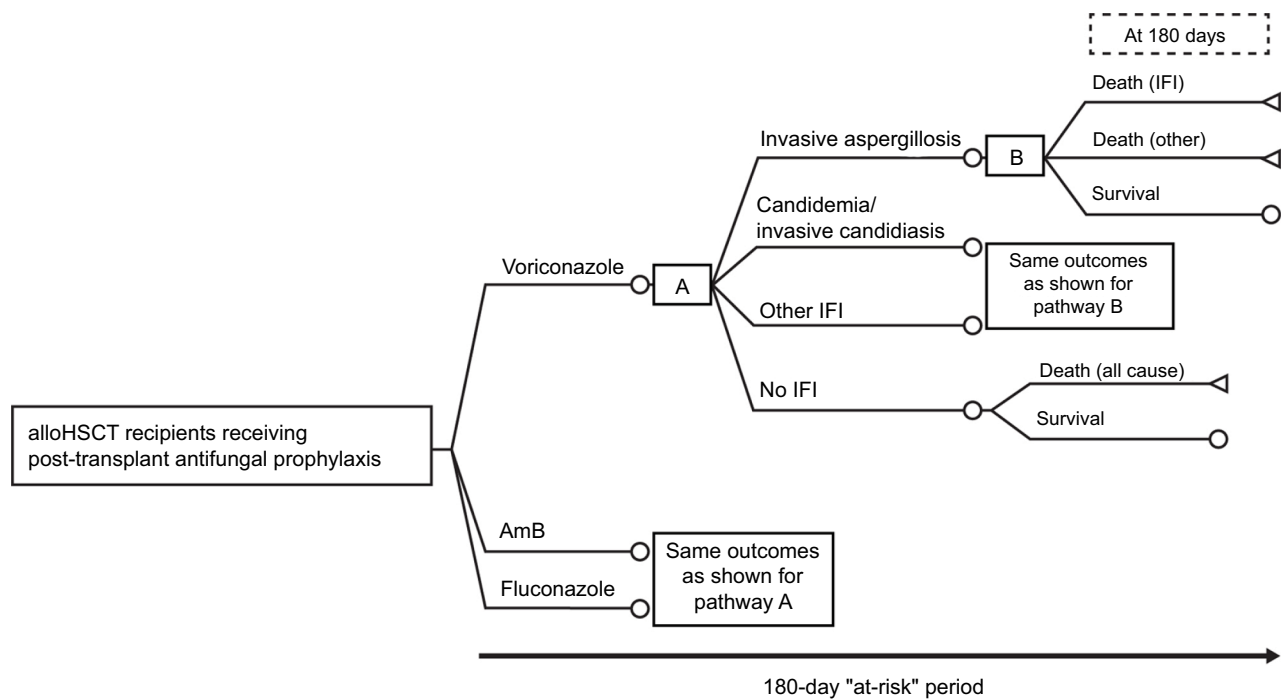 At 180 days
Death (IFI)
Invasive aspergillosis
Death (other)
B
Survival
Candidemia/
invasive candidiasis
Voriconazole
A
Same outcomes
as shown for
pathway B
Other IFI
Death (all cause)
No IFI
Survival
alloHSCT recipients receiving
post-transplant antifungal prophylaxis
AmB
Same outcomes
as shown for
pathway A
Fluconazole
180-day "at-risk" period